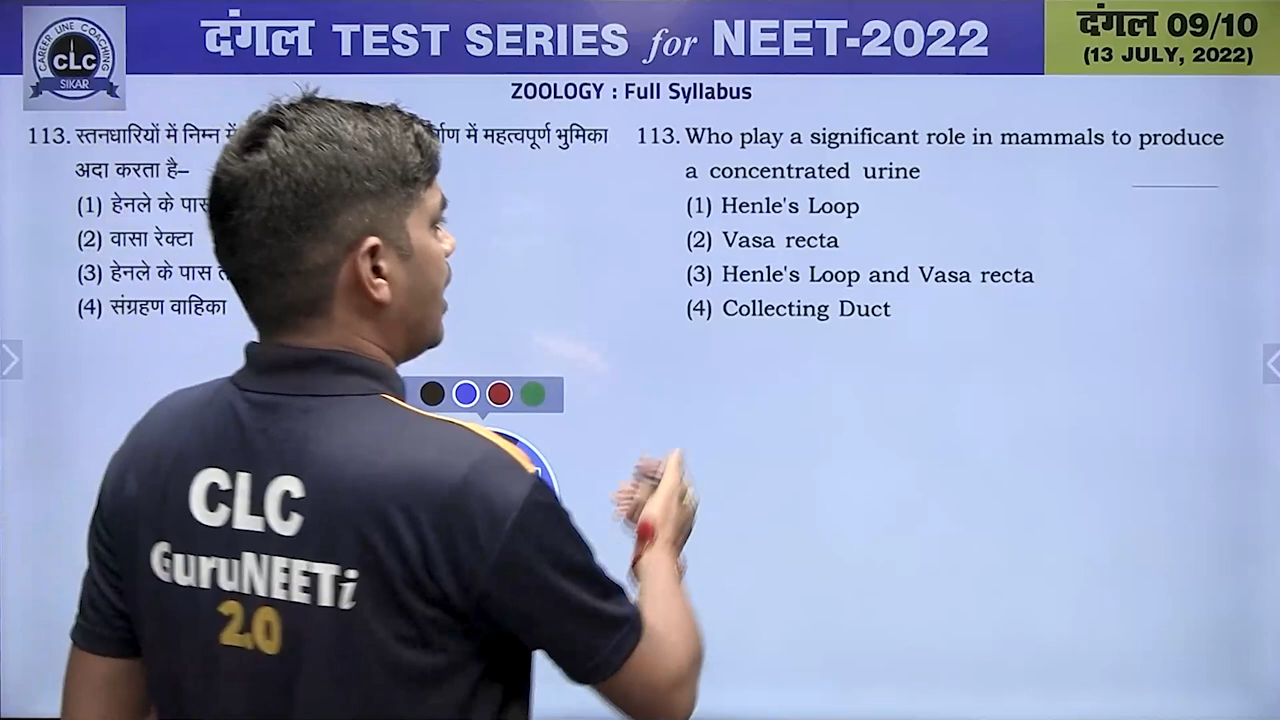 CAREER LINE COACHING
CLC
SIKAR
दंगल TEST SERIES for NEET-2022
दंगल 09/10
(13 JULY, 2022)
ZOOLOGY : Full Syllabus
113. स्तनधारियों में निम्न में महत्वपूर्ण भुमिका
अदा करता है–
(1) हेनले के पास
(2) वासा रेक्टा
(3) हेनले के पास
(4) संग्रहण वाहिका
113. Who play a significant role in mammals to produce
a concentrated urine
(1) Henle's Loop
(2) Vasa recta
(3) Henle's Loop and Vasa recta
(4) Collecting Duct
CLC
GuruNEETi
2.0